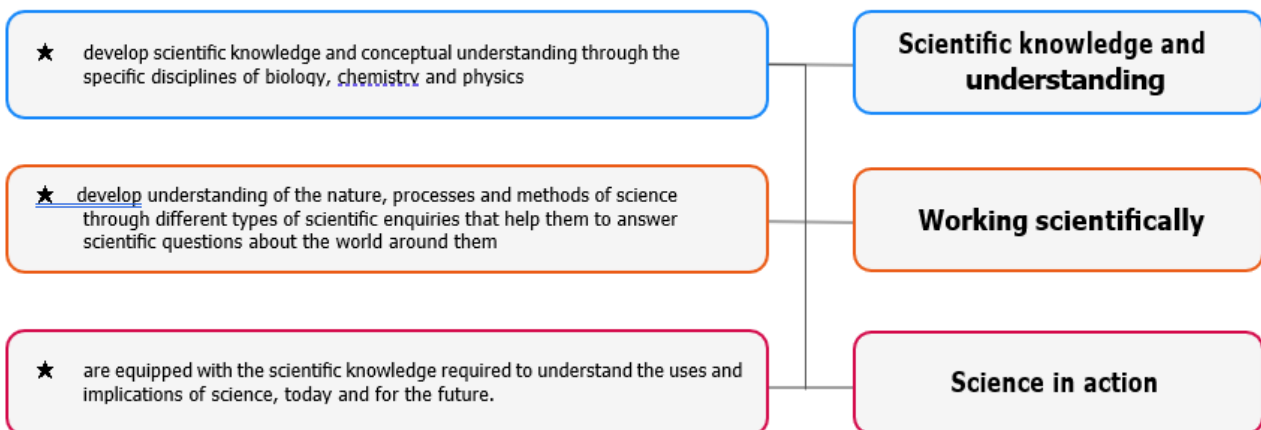 ★ develop scientific knowledge and conceptual understanding through the
specific disciplines of biology, chemistry and physics
Scientific knowledge and
understanding
★ develop understanding of the nature, processes and methods of science
through different types of scientific enquiries that help them to answer
scientific questions about the world around them
Working scientifically
★ are equipped with the scientific knowledge required to understand the uses and
implications of science, today and for the future.
Science in action